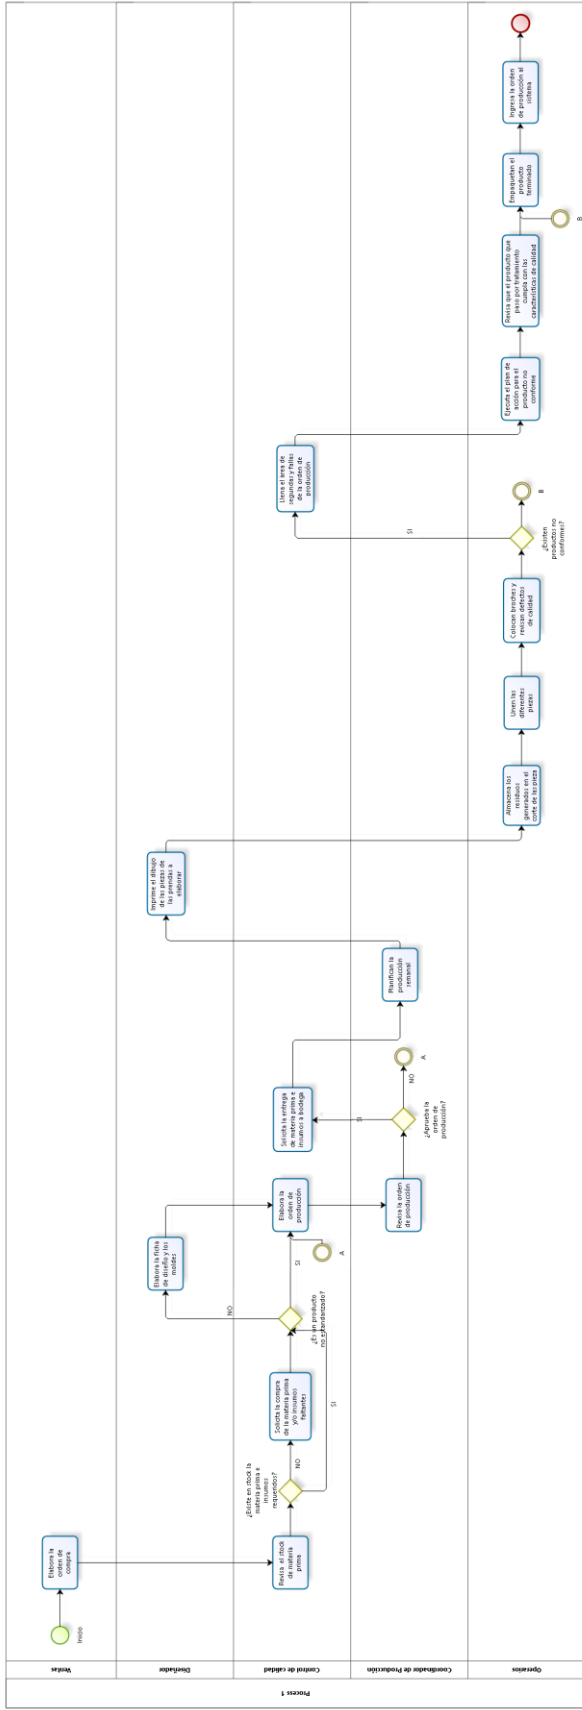 Process 1
Ventas
Diseñador
Control de calidad
Coordinador de Producción
Operarios
Inicio
Elabora la
orden de
compra
Revisa el stock
de materia
prima
¿Existe en stock la
materia prima e
insumos
requeridos?
NO
SI
Solicita la compra
de la materia prima
y/o insumos
faltantes
¿Es un producto
no estandarizado?
NO
SI
Elabora la ficha
de diseño y los
moldes
A
Elabora la
orden de
producción
Revisa la orden
de producción
¿Aprueba la
orden de
producción?
SI
NO
A
Solicita la entrega
de materia prima e
insumos a bodega
Planifican la
producción
semanal
Imprime el dibujo
de las piezas de
las prendas a
elaborar
Almacena los
residuos
generados en el
corte de las pieza
Unen las
diferentes
piezas
Colocan broches y
revisan defectos
de calidad
¿Existen
productos no
conformes?
SI
B
Llena el area de
segundas y fallas
de la orden de
producción
Ejecuta el plan de
acción para el
producto no
conforme
Revisa que el producto que
paso por tratamiento
cumpla con las
características de calidad
B
Empaquetan el
producto
terminado
Ingresa la orden
de producción al
sistema